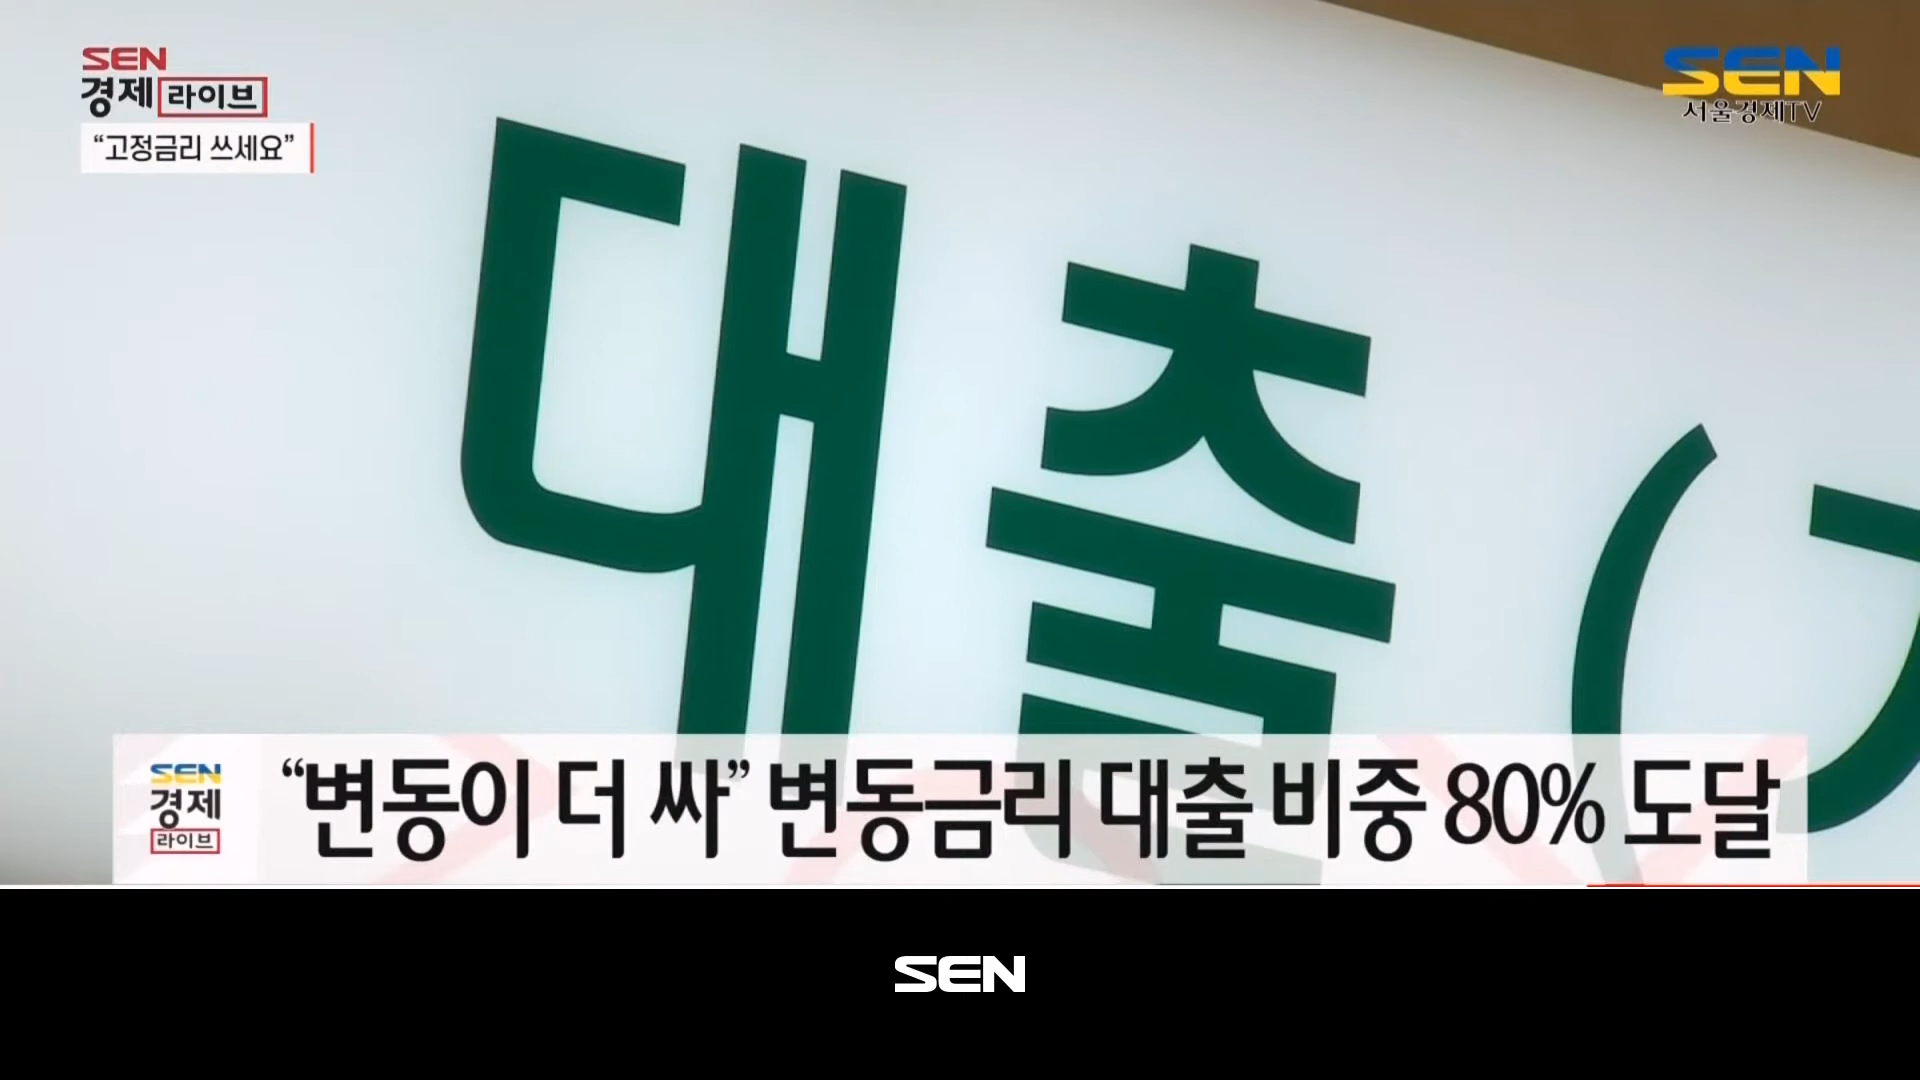 SEN
경제 라이브
“고정금리 쓰세요”
SEN
서울경제TV
대출 (
SEN
경제
라이브
“변동이 더 싸” 변동금리 대출 비중 80% 도달
SEN